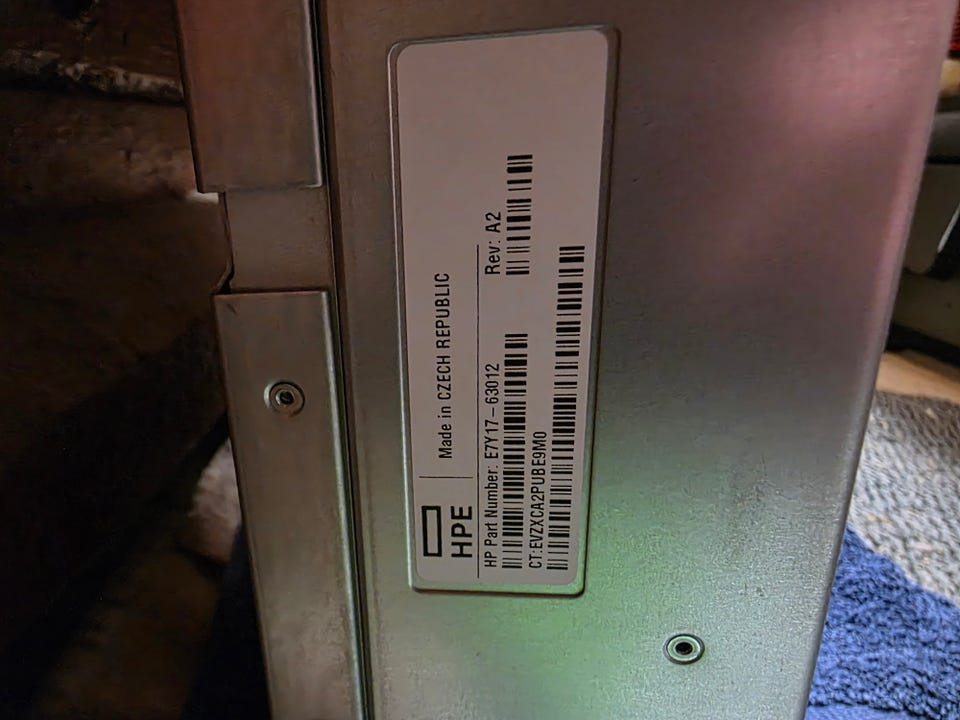 HPE
Made in CZECH REPUBLIC
HP Part Number: E7Y17-63012
Rev: A2
CT:EVZXCA2PUBE9M0